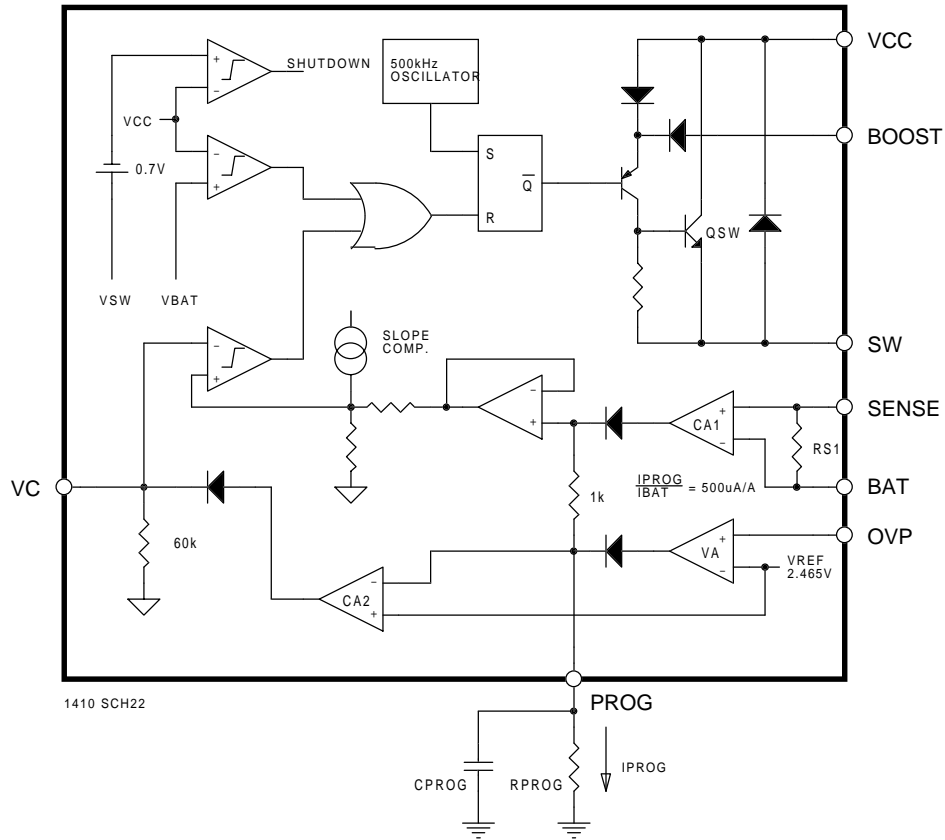 VCC
SHUTDOWN
500kHz
OSCILLATOR
+
-
VCC
BOOST
0.7V
-
+
S
R
Q
QSW
VSW
VBAT
SLOPE
COMP.
SW
-
+
-
+
SENSE
CA1
+
-
RS1
VC
1k
IPROG
IBAT
= 500uA/A
BAT
60k
OVP
VA
+
-
VREF
2.465V
CA2
-
+
1410 SCH22
PROG
CPROG
RPROG
IPROG